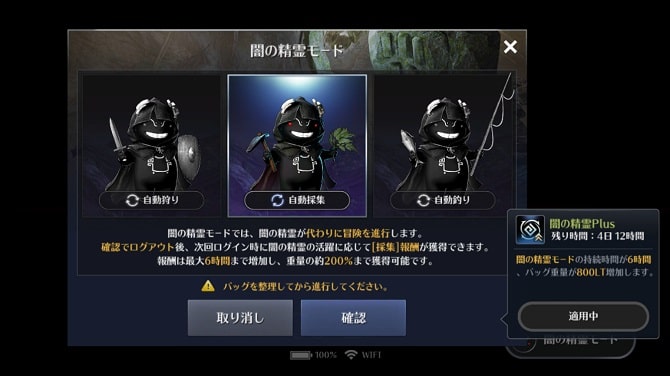 闇の精霊モード
自動狩り
自動採集
自動釣り
闇の精霊モードでは、闇の精霊が代わりに冒険を進行します。
確認でログアウト後、次回ログイン時に闇の精霊の活躍に応じて[採集]報酬が獲得できます。
報酬は最大6時間まで増加し、重量の約200%まで獲得可能です。
バッグを整理してから進行してください。
取り消し
確認
闇の精霊Plus
残り時間：4日 12時間
闇の精霊モードの持続時間が6時間
、バッグ重量が800LT増加します。
適用中
闇の精霊モード
100% WIFI